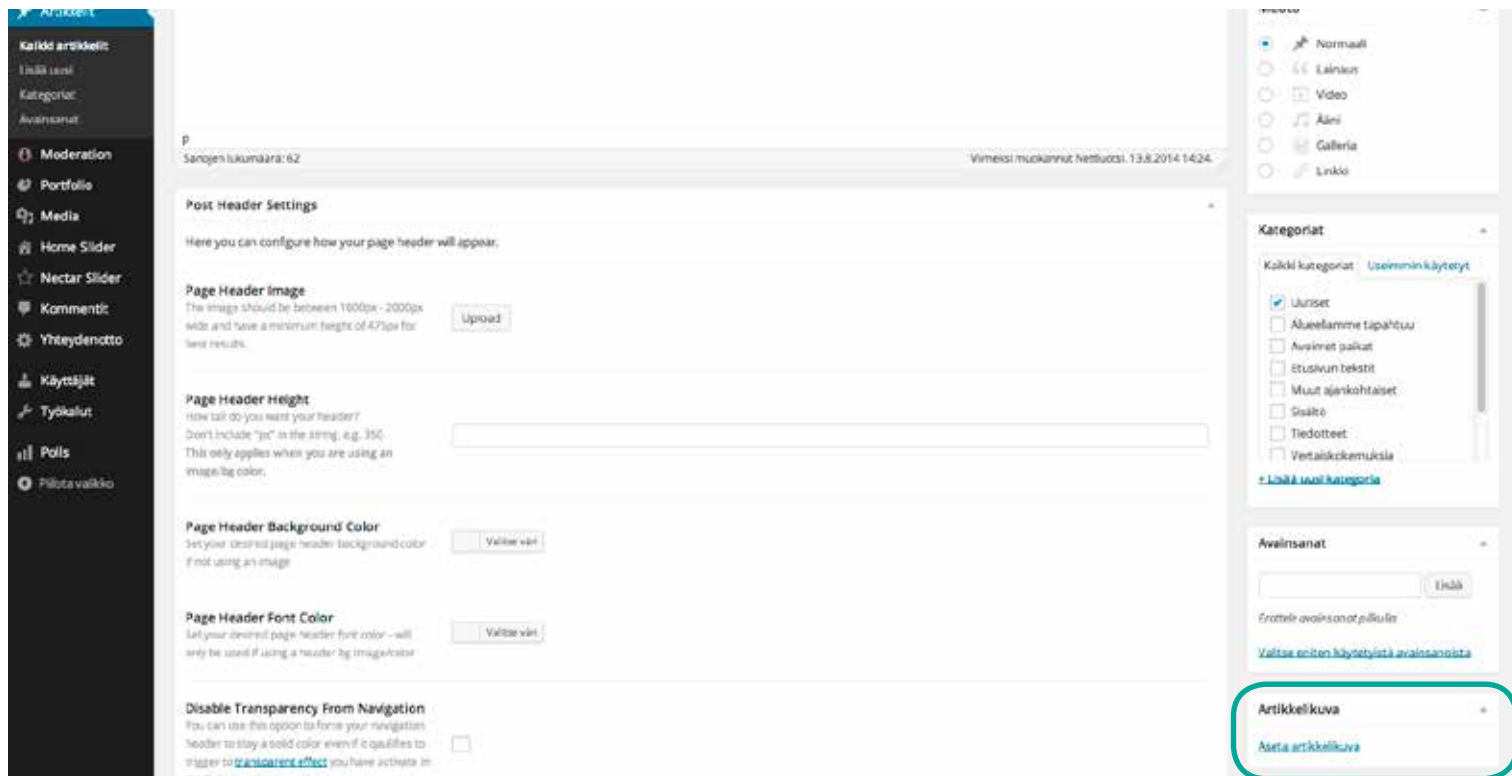 Artikkelit
Kaikki artikkelit
Lisää uusi
Kategoriat
Avainsanat
Moderation
Portfolio
Media
Home Slider
Nectar Slider
Kommentit
Yhteydenotto
Käyttäjät
Työkalut
Polls
Piilota valikko
p
Sanojen lukumäärä: 62
Viimeksi muokannut Nettiuotsi. 13.8.2014 14:24.
Post Header Settings
Here you can configure how your page header will appear.
Page Header Image
The image should be between 1600px - 2000px
wide and have a minimum height of 475px for
best results.
Upload
Page Header Height
How tall do you want your header?
Don't include "px" in the string. e.g. 350
This only applies when you are using an
image/bg color.
Page Header Background Color
Set your desired page header background color
if not using an image
Valitse väri
Page Header Font Color
Set your desired page header font color - will
only be used if using a header bg image/color
Valitse väri
Disable Transparency From Navigation
You can use this option to force your navigation
header to stay a solid color even if it qaulifies to
trigger to transparent effect you have activate in
Muoto
Normaali
Lainaus
Video
Ääni
Galleria
Linkki
Kategoriat
Kaikki kategoriat Useimmin käytetyt
Uutiset
Alueellamme tapahtuu
Avoimet paikat
Etusivun tekstit
Muut ajankohtaiset
Sisältö
Tiedotteet
Vertaiskokemuksia
+ Lisää uusi kategoria
Avainsanat
Lisää
Erottele avainsanat pilkulla
Valitse eniten käytetyistä avainsanoista
Artikkelikuva
Aseta artikkelikuva